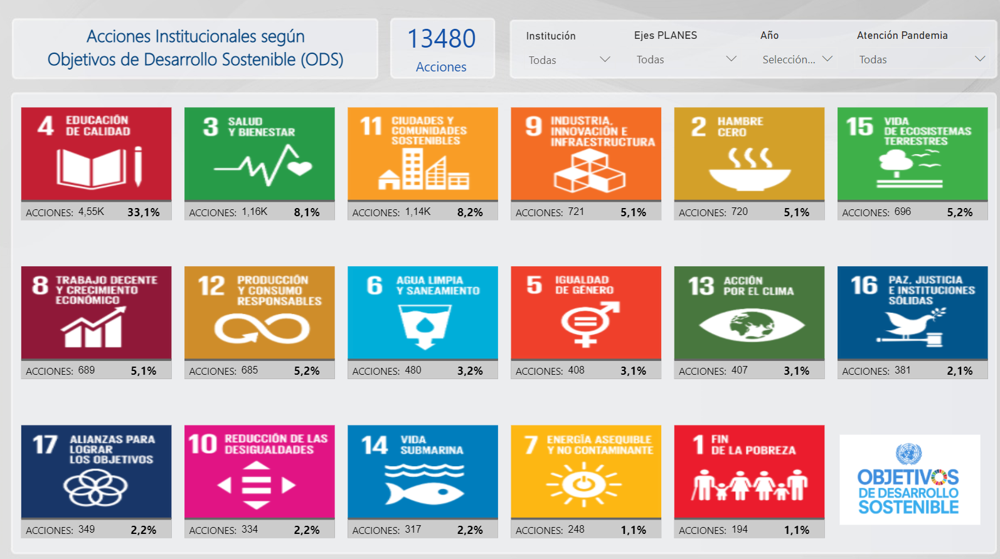 Acciones Institucionales según
Objetivos de Desarrollo Sostenible (ODS)
13480
Acciones
Institución
Todas
Ejes PLANES
Todas
Año
Selección...
Atención Pandemia
Todas
4 EDUCACIÓN
DE CALIDAD
ACCIONES: 4,55K 33,1%
3 SALUD
Y BIENESTAR
ACCIONES: 1,16K 8,1%
11 CIUDADES Y
COMUNIDADES
SOSTENIBLES
ACCIONES: 1,14K 8,2%
9 INDUSTRIA,
INNOVACIÓN E
INFRAESTRUCTURA
ACCIONES: 721 5,1%
2 HAMBRE
CERO
ACCIONES: 720 5,1%
15 VIDA
DE ECOSISTEMAS
TERRESTRES
ACCIONES: 696 5,2%
8 TRABAJO DECENTE
Y CRECIMIENTO
ECONÓMICO
ACCIONES: 689 5,1%
12 PRODUCCIÓN
Y CONSUMO
RESPONSABLES
ACCIONES: 685 5,2%
6 AGUA LIMPIA
Y SANEAMIENTO
ACCIONES: 480 3,2%
5 IGUALDAD
DE GÉNERO
ACCIONES: 408 3,1%
13 ACCIÓN
POR EL CLIMA
ACCIONES: 407 3,1%
16 PAZ, JUSTICIA
E INSTITUCIONES
SÓLIDAS
ACCIONES: 381 2,1%
17 ALIANZAS PARA
LOGRAR
LOS OBJETIVOS
ACCIONES: 349 2,2%
10 REDUCCIÓN DE LAS
DESIGUALDADES
ACCIONES: 334 2,2%
14 VIDA
SUBMARINA
ACCIONES: 317 2,2%
7 ENERGÍA ASEQUIBLE
Y NO CONTAMINANTE
ACCIONES: 248 1,1%
1 FIN
DE LA POBREZA
ACCIONES: 194 1,1%
OBJETIVOS
DE DESARROLLO
SOSTENIBLE